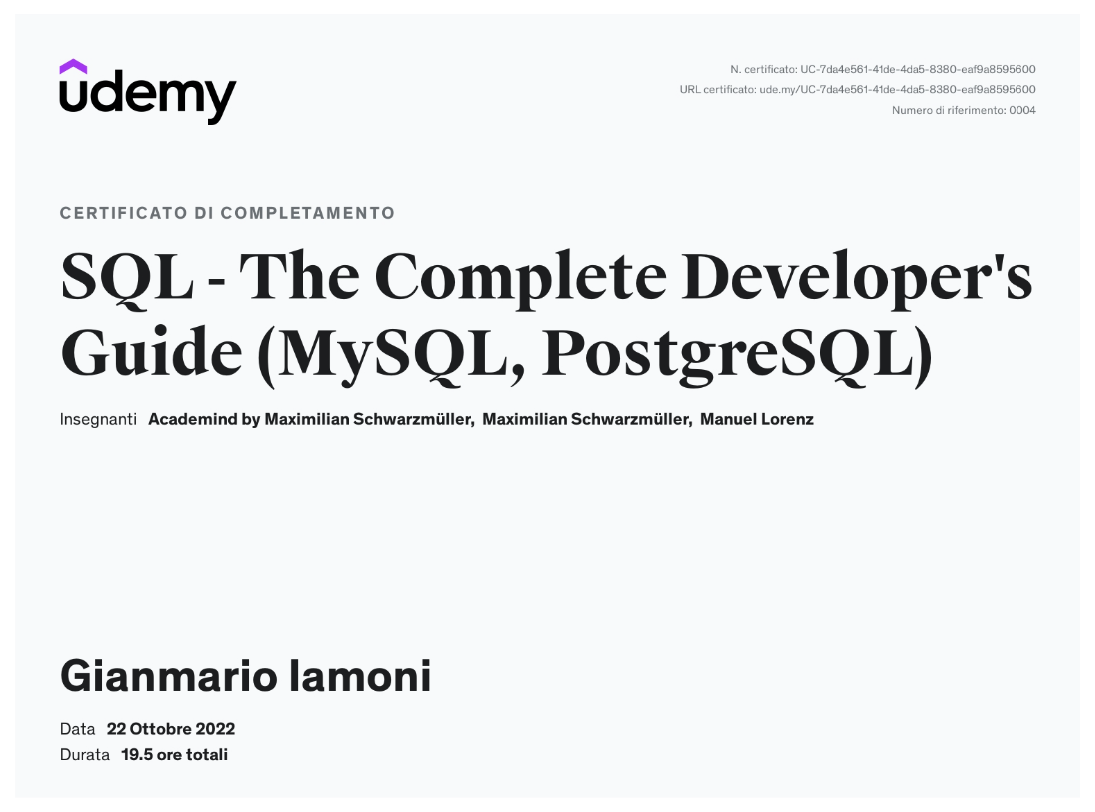 udemy
N. certificato: UC-7da4e561-41de-4da5-8380-eaf9a8595600
URL certificato: ude.my/UC-7da4e561-41de-4da5-8380-eaf9a8595600
Numero di riferimento: 0004
CERTIFICATO DI COMPLETAMENTO
SQL - The Complete Developer's
Guide (MySQL, PostgreSQL)
Insegnanti Academind by Maximilian Schwarzmüller, Maximilian Schwarzmüller, Manuel Lorenz
Gianmario Iamoni
Data 22 Ottobre 2022
Durata 19.5 ore totali